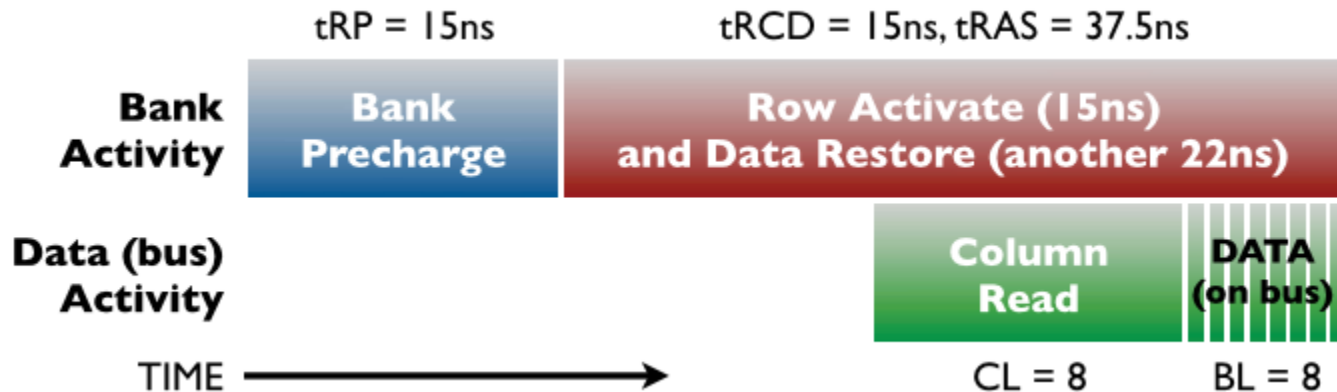 tRP = 15ns
tRCD = 15ns, tRAS = 37.5ns
Bank
Activity
Bank
Precharge
Row Activate (15ns)
and Data Restore (another 22ns)
Data (bus)
Activity
Column
Read
DATA
(on bus)
TIME
CL = 8
BL = 8